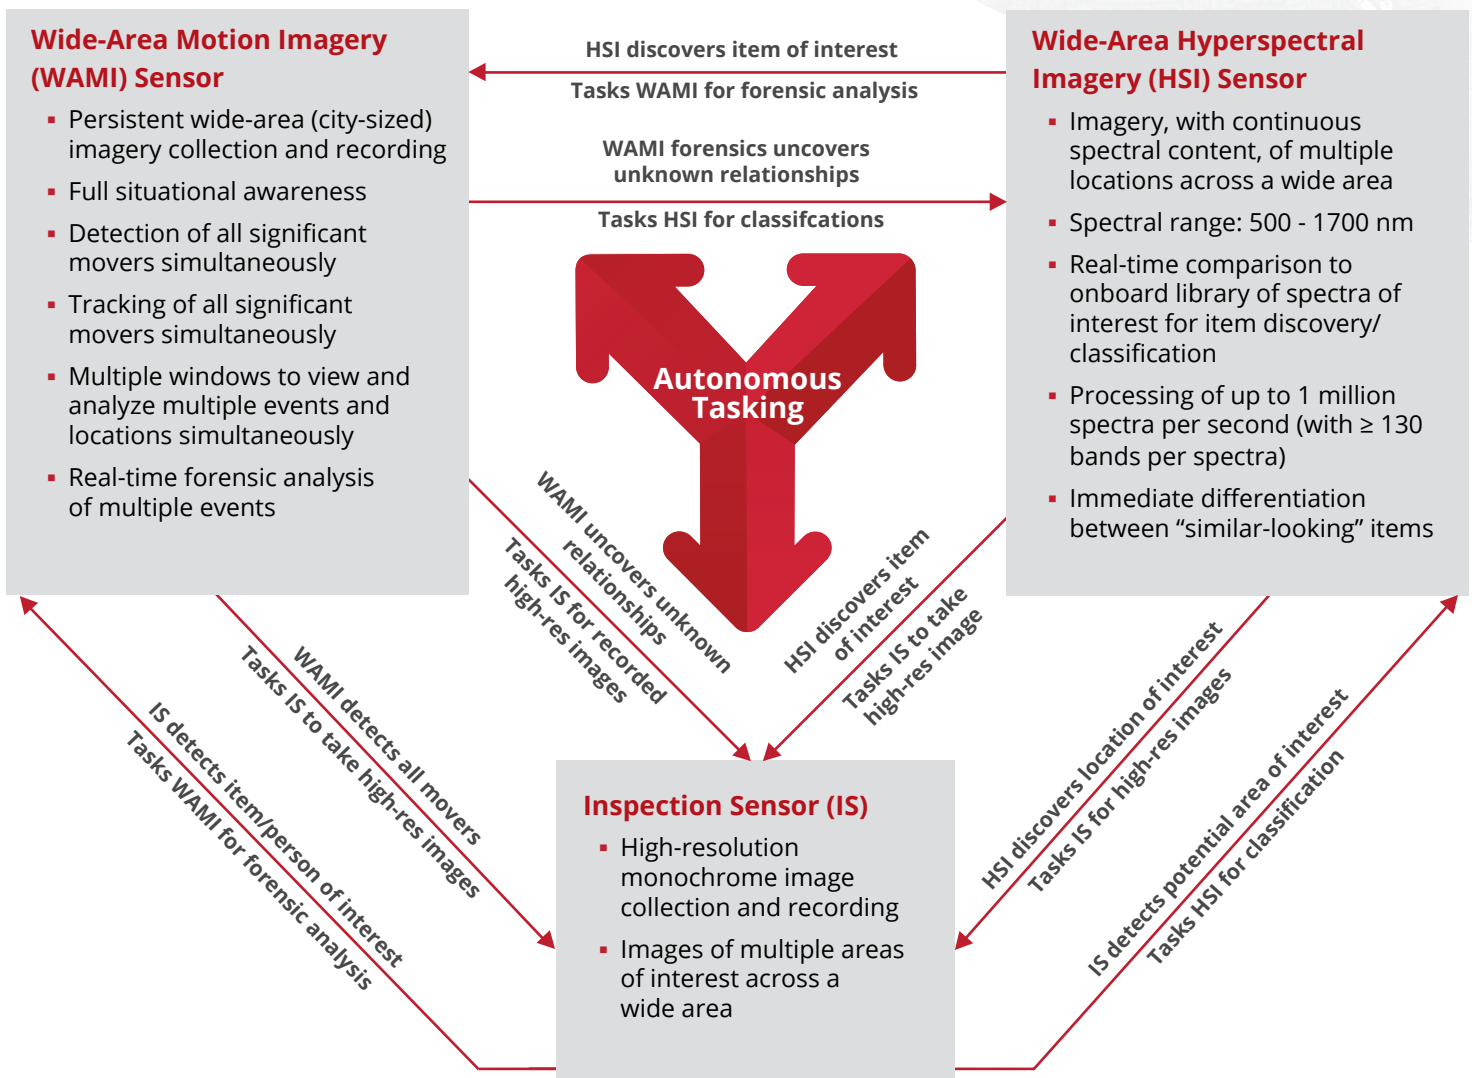 Wide-Area Motion Imagery
(WAMI) Sensor
▪ Persistent wide-area (city-sized)
imagery collection and recording
▪ Full situational awareness
▪ Detection of all significant
movers simultaneously
▪ Tracking of all significant
movers simultaneously
▪ Multiple windows to view and
analyze multiple events and
locations simultaneously
▪ Real-time forensic analysis
of multiple events
HSI discovers item of interest
Tasks WAMI for forensic analysis
WAMI forensics uncovers
unknown relationships
Tasks HSI for classifcations
Wide-Area Hyperspectral
Imagery (HSI) Sensor
▪ Imagery, with continuous
spectral content, of multiple
locations across a wide area
▪ Spectral range: 500 - 1700 nm
▪ Real-time comparison to
onboard library of spectra of
interest for item discovery/
classification
▪ Processing of up to 1 million
spectra per second (with ≥ 130
bands per spectra)
▪ Immediate differentiation
between “similar-looking” items
Autonomous
Tasking
WAMI uncovers unknown
relationships
Tasks IS for recorded
high-res images
HSI discovers item
of interest
Tasks IS to take
high-res image
WAMI detects all movers
Tasks IS to take high-res images
IS detects item/person of interest
Tasks WAMI for forensic analysis
HSI discovers location of interest
Tasks IS for high-res images
IS detects potential area of interest
Tasks HSI for classification
Inspection Sensor (IS)
▪ High-resolution
monochrome image
collection and recording
▪ Images of multiple areas
of interest across a
wide area